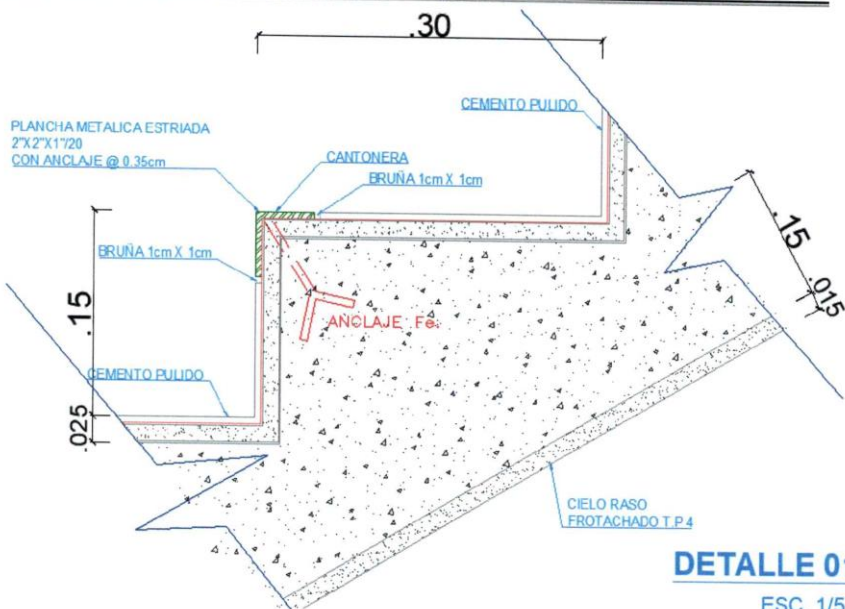 .30
CEMENTO PULIDO
PLANCHA METALICA ESTRIADA
2"X2"X1"/20
CON ANCLAJE @ 0.35cm
CANTONERA
BRUÑA 1cm X 1cm
BRUÑA 1cm X 1cm
.15
.015
.15
ANCLAJE Fe.
CEMENTO PULIDO
.025
CIELO RASO
FROTACHADO T.P 4
DETALLE 01
ESC. 1/5